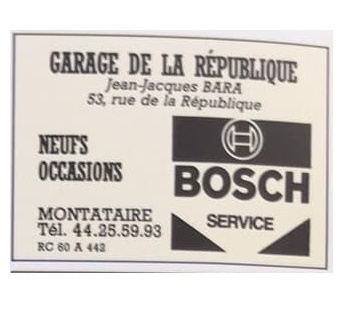 GARAGE DE LA RÉPUBLIQUE
Jean-Jacques BARA
53, rue de la République
NEUFS
OCCASIONS
BOSCH
SERVICE
MONTATAIRE
Tél. 44.25.59.93
RC 60 A 442